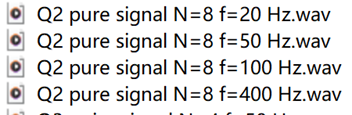 Q2 pure signal N=8 f=20 Hz.wav
Q2 pure signal N=8 f=50 Hz.wav
Q2 pure signal N=8 f=100 Hz.wav
Q2 pure signal N=8 f=400 Hz.wav